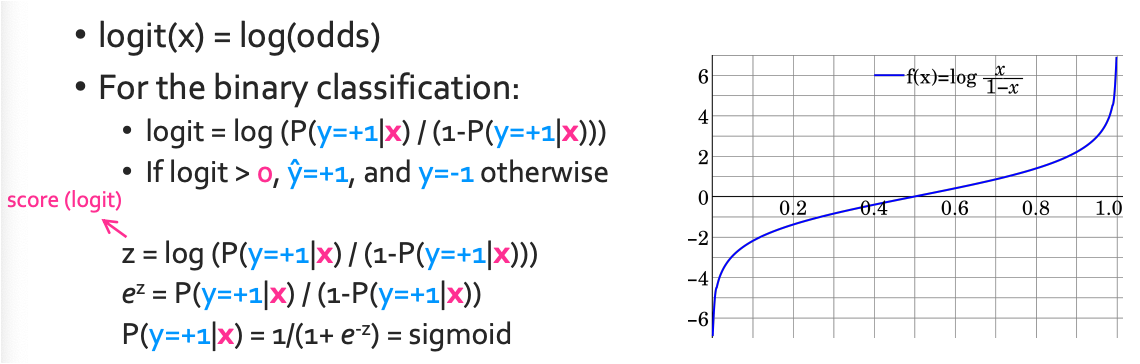 • logit(x) = log(odds)
• For the binary classification:
• logit = log (P(y=+1|x) / (1-P(y=+1|x)))
• If logit > 0, ŷ=+1, and y=-1 otherwise
score (logit)
z = log (P(y=+1|x) / (1-P(y=+1|x)))
eᶻ = P(y=+1|x) / (1-P(y=+1|x))
P(y=+1|x) = 1/(1+ e⁻ᶻ) = sigmoid
f(x)=log x/1−x
6
4
2
0
−2
−4
−6
0.2 0.4 0.6 0.8 1.0